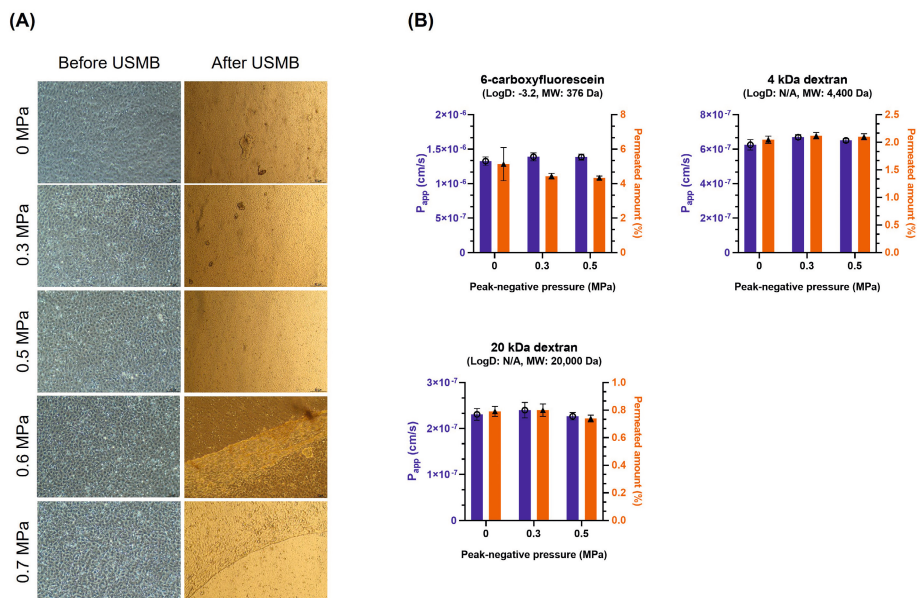 (A)
Before USMB
After USMB
0 MPa
0.3 MPa
0.5 MPa
0.6 MPa
0.7 MPa
(B)
6-carboxyfluorescein
(LogD: -3.2, MW: 376 Da)
2×10⁻⁶
1.5×10⁻⁶
1×10⁻⁶
5×10⁻⁷
0
Papp (cm/s)
8
6
4
2
0
Permeated amount (%)
0 0.3 0.5
Peak-negative pressure (MPa)
4 kDa dextran
(LogD: N/A, MW: 4,400 Da)
8×10⁻⁷
6×10⁻⁷
4×10⁻⁷
2×10⁻⁷
0
Papp (cm/s)
2.5
2.0
1.5
1.0
0.5
0.0
Permeated amount (%)
0 0.3 0.5
Peak-negative pressure (MPa)
20 kDa dextran
(LogD: N/A, MW: 20,000 Da)
3×10⁻⁷
2×10⁻⁷
1×10⁻⁷
0
Papp (cm/s)
1.0
0.8
0.6
0.4
0.2
0.0
Permeated amount (%)
0 0.3 0.5
Peak-negative pressure (MPa)